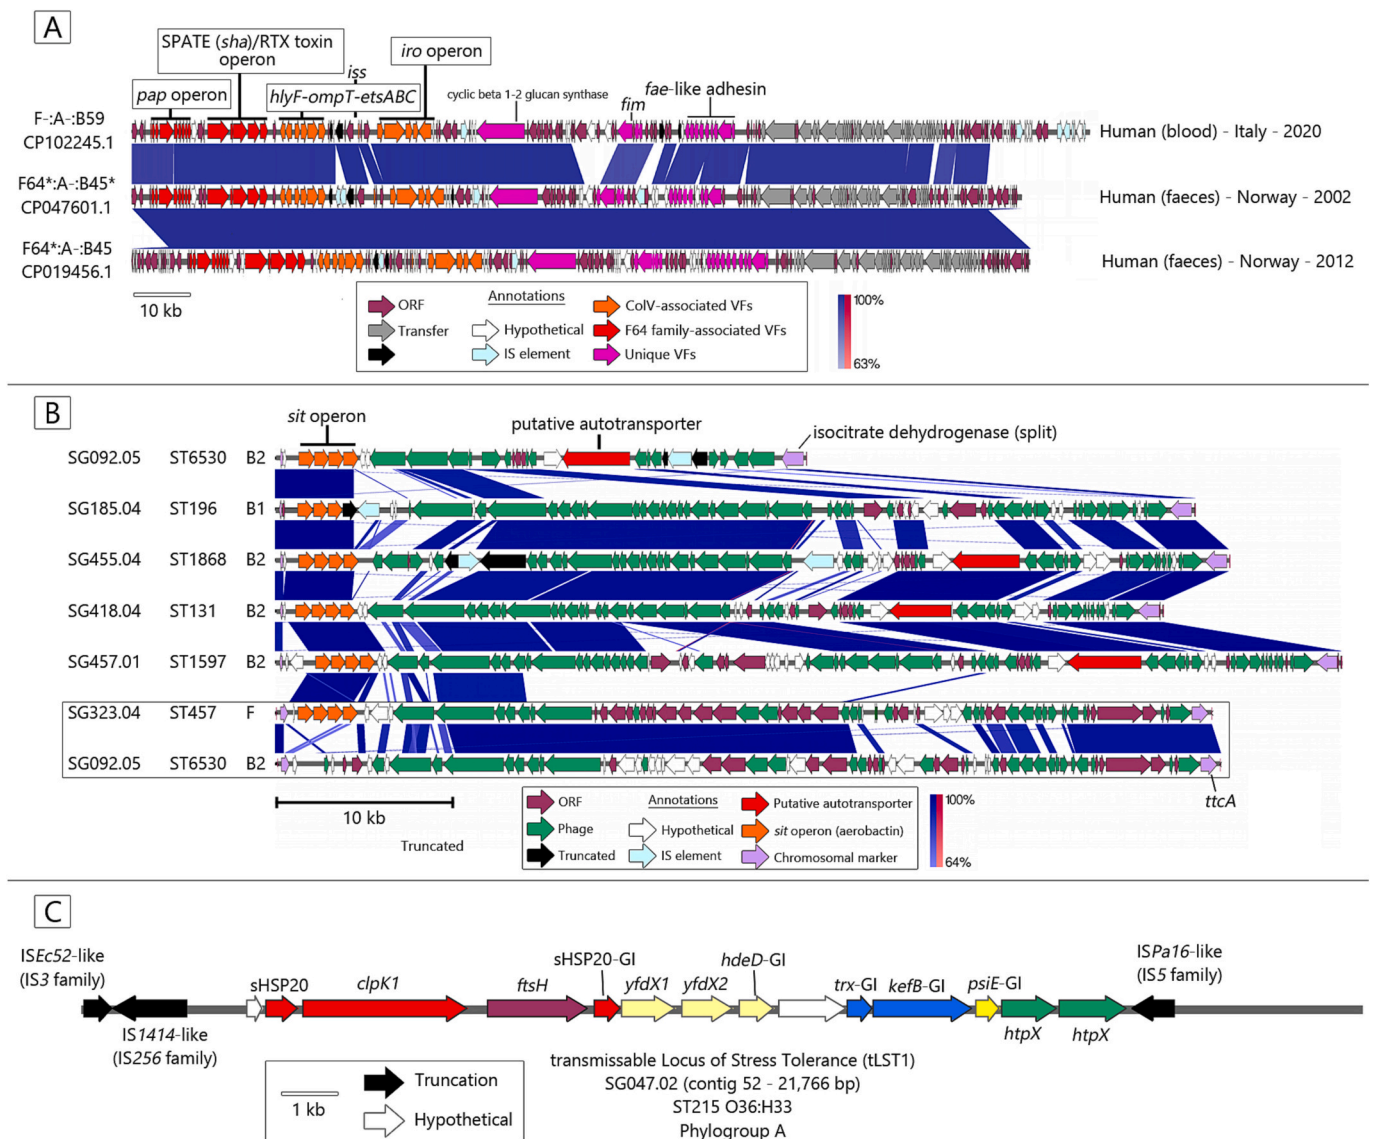 A
SPATE (sha)/RTX toxin
operon
iro operon
iss
pap operon
hlyF-ompT-etsABC
cyclic beta 1-2 glucan synthase
fim
fae-like adhesin
F-:A-:B59
CP102245.1
Human (blood) - Italy - 2020
F64*:A-:B45*
CP047601.1
Human (faeces) - Norway - 2002
F64*:A-:B45
CP019456.1
Human (faeces) - Norway - 2012
10 kb
Annotations
ORF
ColV-associated VFs
Transfer
Hypothetical
F64 family-associated VFs
IS element
Unique VFs
100%
63%
B
sit operon
putative autotransporter
isocitrate dehydrogenase (split)
SG092.05 ST6530 B2
SG185.04 ST196 B1
SG455.04 ST1868 B2
SG418.04 ST131 B2
SG457.01 ST1597 B2
SG323.04 ST457 F
SG092.05 ST6530 B2
ttcA
10 kb
Truncated
ORF
Annotations
Putative autotransporter
Phage
Hypothetical
sit operon (aerobactin)
Truncated
IS element
Chromosomal marker
100%
64%
C
ISEc52-like
(IS3 family)
sHSP20
clpK1
ftsH
sHSP20-GI
yfdX1
yfdX2
hdeD-GI
trx-GI
kefB-GI
psiE-GI
ISPa16-like
(IS5 family)
htpX
htpX
IS1414-like
(IS256 family)
1 kb
Truncation
Hypothetical
transmissable Locus of Stress Tolerance (tLST1)
SG047.02 (contig 52 - 21,766 bp)
ST215 O36:H33
Phylogroup A